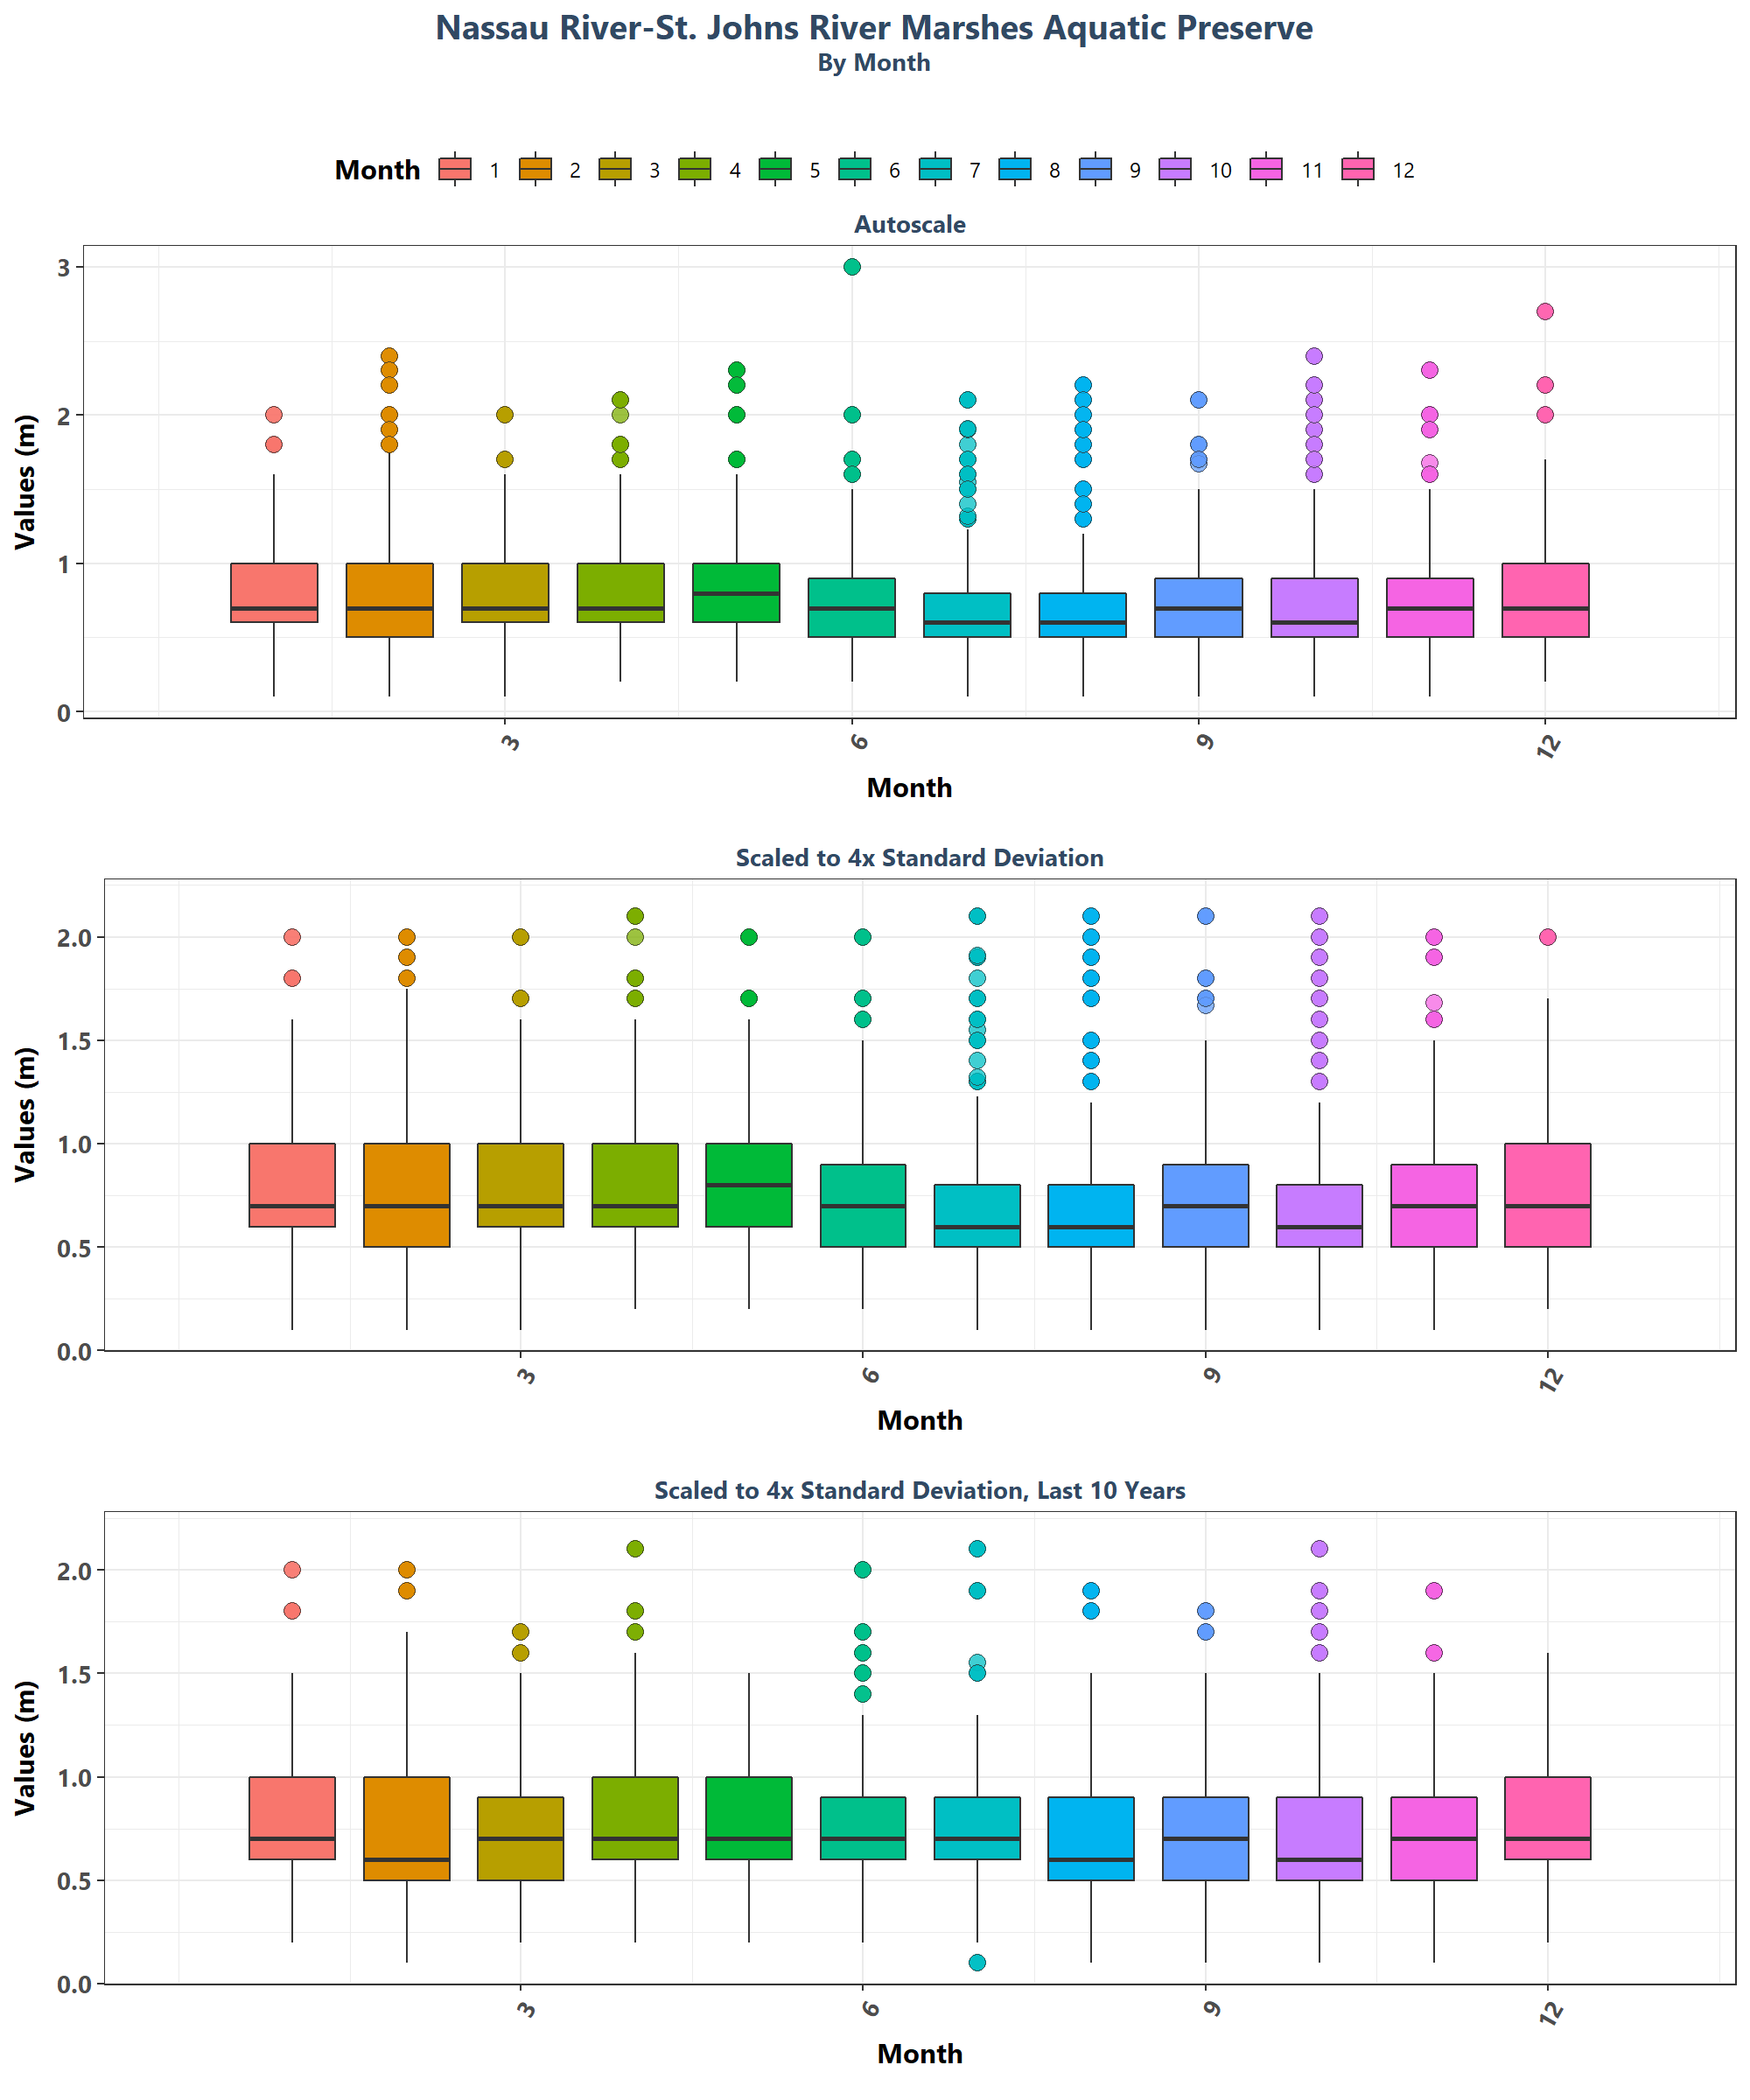 Nassau River-St. Johns River Marshes Aquatic Preserve
By Month
Month 1 2 3 4 5 6 7 8 9 10 11 12
Autoscale
Values (m)
3
2
1
0
3 6 9 12
Month
Scaled to 4x Standard Deviation
Values (m)
2.0
1.5
1.0
0.5
0.0
3 6 9 12
Month
Scaled to 4x Standard Deviation, Last 10 Years
Values (m)
2.0
1.5
1.0
0.5
0.0
3 6 9 12
Month